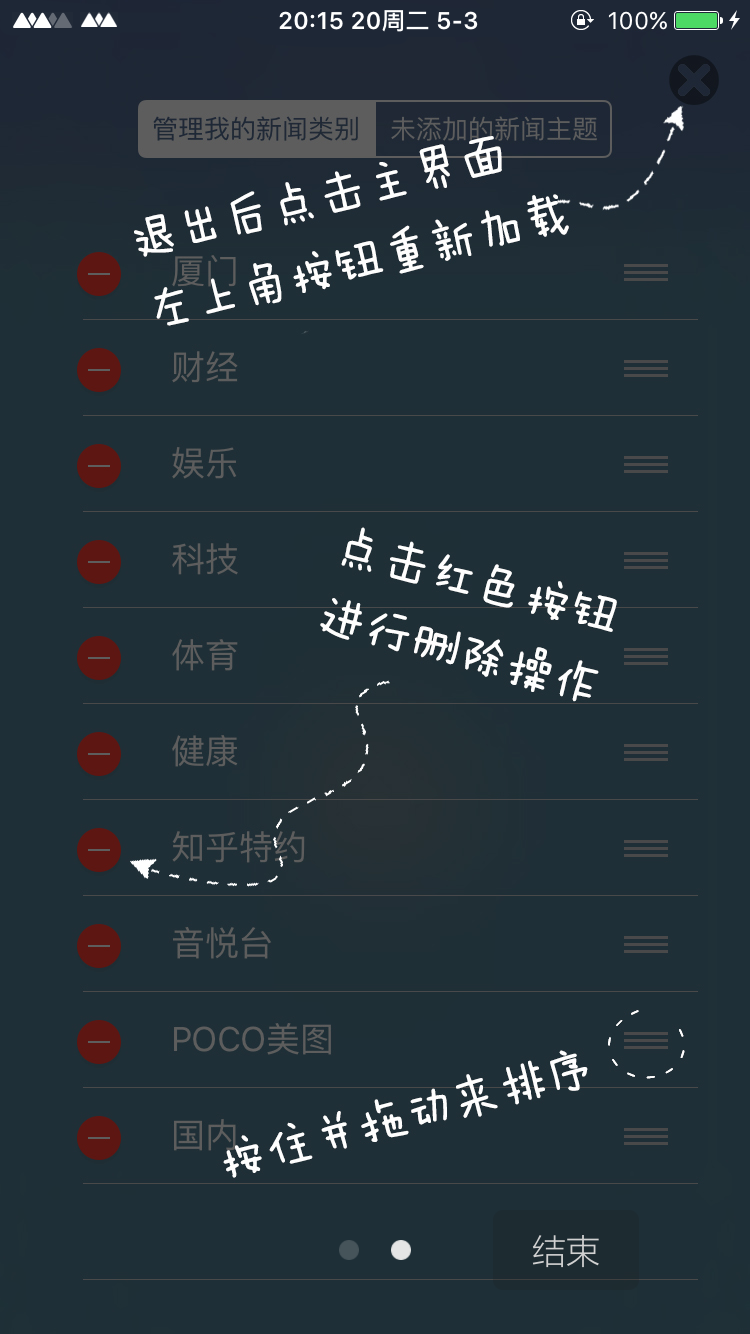 20:15 20周二 5-3
100%
管理我的新闻类别
未添加的新闻主题
退出后点击主界面
左上角按钮重新加载
厦门
财经
娱乐
科技
点击红色按钮
进行删除操作
体育
健康
知乎特约
音悦台
POCO美图
按住并拖动来排序
国内
结束